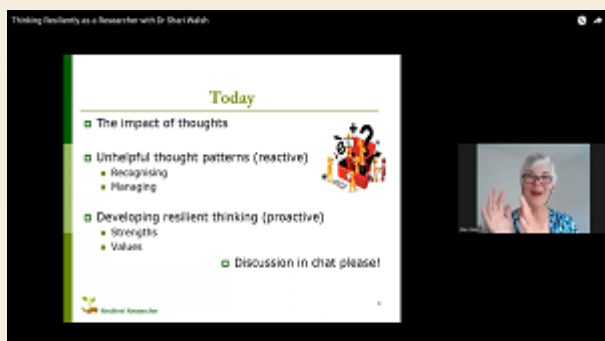 Thinking Resiliently as a Researcher with Dr Shari Walsh
Today
The impact of thoughts
Unhelpful thought patterns (reactive)
Recognising
Managing
Developing resilient thinking (proactive)
Strengths
Values
Discussion in chat please!
Resilient Researcher